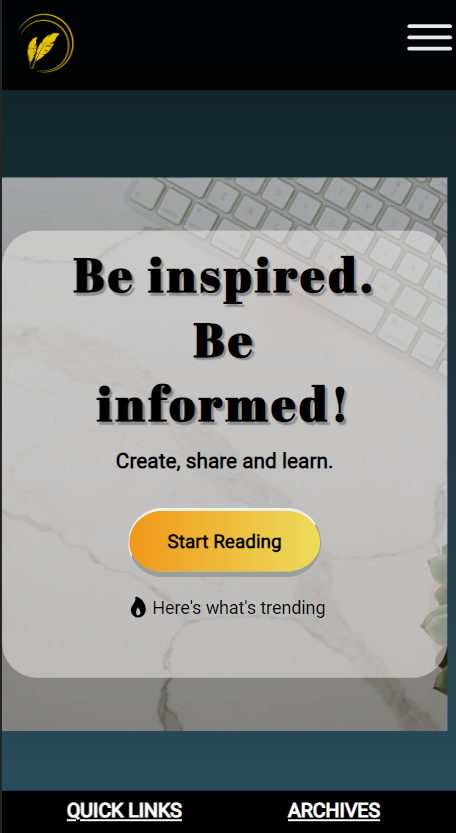 Be inspired.
Be
informed!
Create, share and learn.
Start Reading
Here's what's trending
QUICK LINKS ARCHIVES